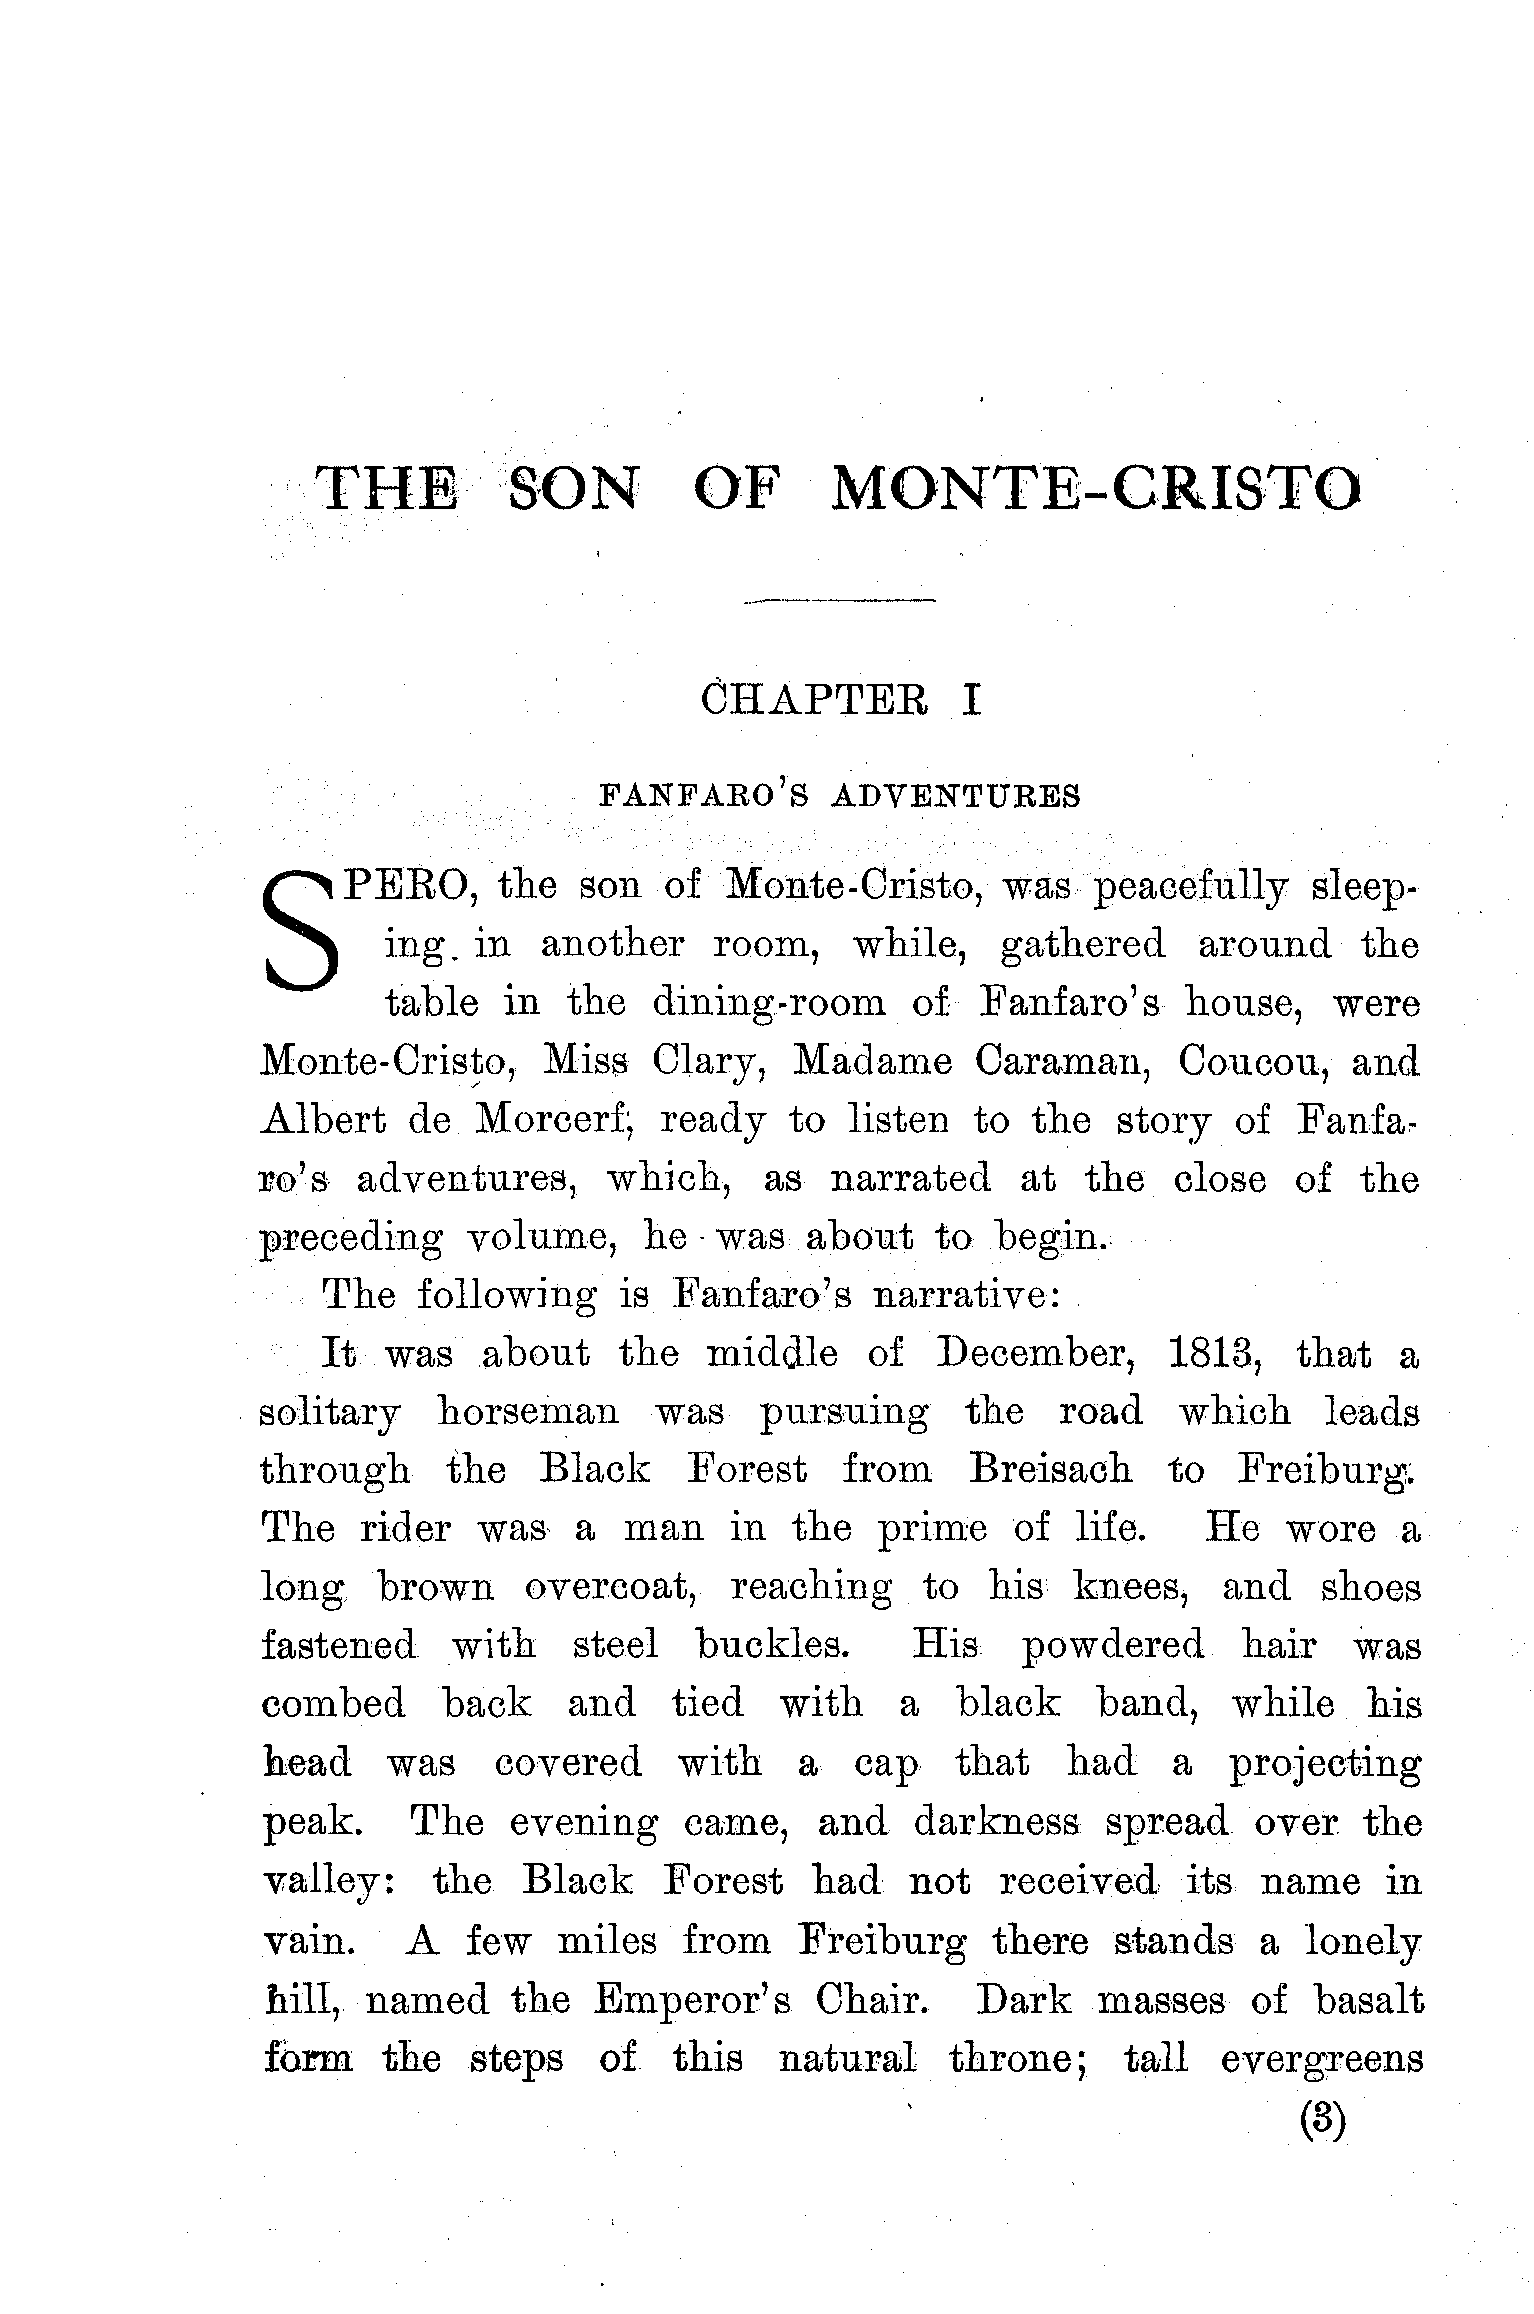 THE SON OF MONTE-CRISTO
CHAPTER I
FANFARO'S ADVENTURES
SPERO, the son of Monte-Cristo, was peacefully sleep-
ing in another room, while, gathered around the
table in the dining-room of Fanfaro's house, were
Monte-Cristo, Miss Clary, Madame Caraman, Coucou, and
Albert de Morcerf, ready to listen to the story of Fanfa-
ro's adventures, which, as narrated at the close of the
preceding volume, he was about to begin.
The following is Fanfaro's narrative:
It was about the middle of December, 1813, that a
solitary horseman was pursuing the road which leads
through the Black Forest from Breisach to Freiburg.
The rider was a man in the prime of life. He wore a
long brown overcoat, reaching to his knees, and shoes
fastened with steel buckles. His powdered hair was
combed back and tied with a black band, while his
head was covered with a cap that had a projecting
peak. The evening came, and darkness spread over the
valley: the Black Forest had not received its name in
vain. A few miles from Freiburg there stands a lonely
hill, named the Emperor's Chair. Dark masses of basalt
form the steps of this natural throne; tall evergreens
(3)